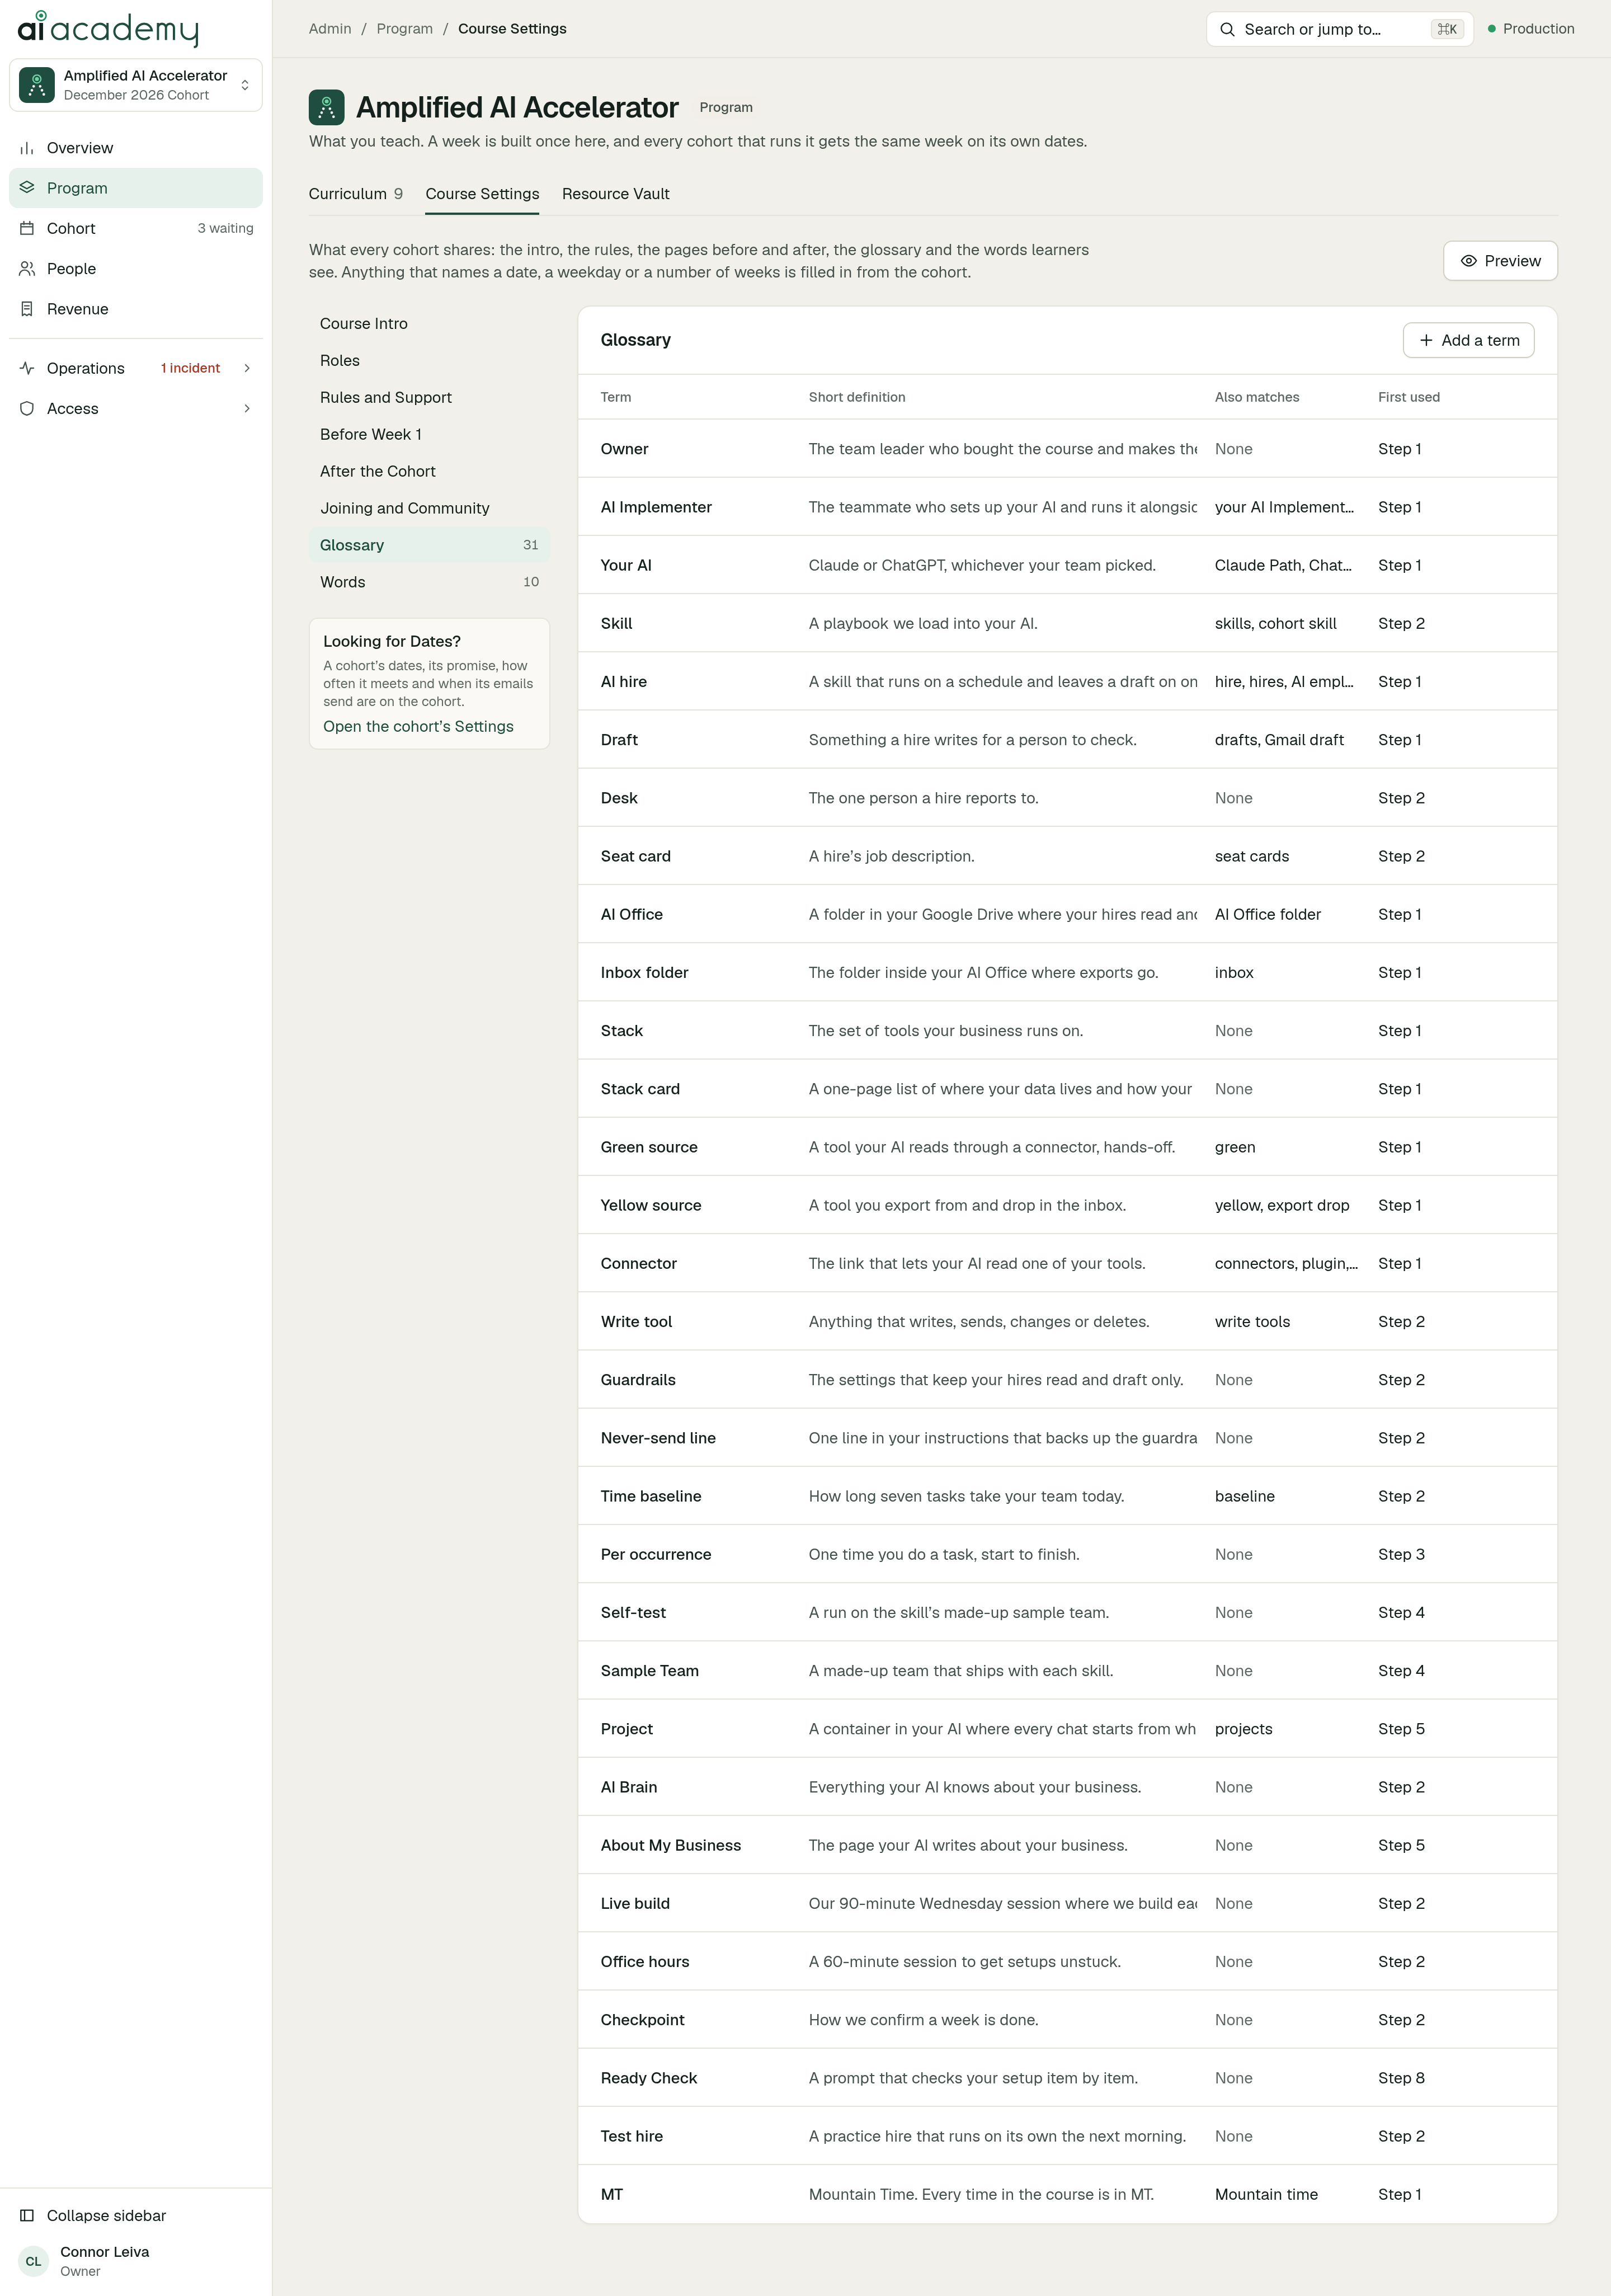 ai academy
Amplified AI Accelerator
December 2026 Cohort
Overview
Program
Cohort 3 waiting
People
Revenue
Operations 1 incident
Access
Collapse sidebar
CL
Connor Leiva
Owner
Admin / Program / Course Settings
Search or jump to… ⌘K
Production
Amplified AI Accelerator Program
What you teach. A week is built once here, and every cohort that runs it gets the same week on its own dates.
Curriculum 9 Course Settings Resource Vault
What every cohort shares: the intro, the rules, the pages before and after, the glossary and the words learners
see. Anything that names a date, a weekday or a number of weeks is filled in from the cohort.
Preview
Course Intro
Roles
Rules and Support
Before Week 1
After the Cohort
Joining and Community
Glossary 31
Words 10
Looking for Dates?
A cohort’s dates, its promise, how
often it meets and when its emails
send are on the cohort.
Open the cohort’s Settings
Glossary
Add a term
Term Short definition Also matches First used
Owner The team leader who bought the course and makes the None Step 1
AI Implementer The teammate who sets up your AI and runs it alongsid your AI Implement… Step 1
Your AI Claude or ChatGPT, whichever your team picked. Claude Path, Chat… Step 1
Skill A playbook we load into your AI. skills, cohort skill Step 2
AI hire A skill that runs on a schedule and leaves a draft on on hire, hires, AI empl… Step 1
Draft Something a hire writes for a person to check. drafts, Gmail draft Step 1
Desk The one person a hire reports to. None Step 2
Seat card A hire’s job description. seat cards Step 2
AI Office A folder in your Google Drive where your hires read and AI Office folder Step 1
Inbox folder The folder inside your AI Office where exports go. inbox Step 1
Stack The set of tools your business runs on. None Step 1
Stack card A one-page list of where your data lives and how your None Step 1
Green source A tool your AI reads through a connector, hands-off. green Step 1
Yellow source A tool you export from and drop in the inbox. yellow, export drop Step 1
Connector The link that lets your AI read one of your tools. connectors, plugin,… Step 1
Write tool Anything that writes, sends, changes or deletes. write tools Step 2
Guardrails The settings that keep your hires read and draft only. None Step 2
Never-send line One line in your instructions that backs up the guardra None Step 2
Time baseline How long seven tasks take your team today. baseline Step 2
Per occurrence One time you do a task, start to finish. None Step 3
Self-test A run on the skill’s made-up sample team. None Step 4
Sample Team A made-up team that ships with each skill. None Step 4
Project A container in your AI where every chat starts from wh projects Step 5
AI Brain Everything your AI knows about your business. None Step 2
About My Business The page your AI writes about your business. None Step 5
Live build Our 90-minute Wednesday session where we build eac None Step 2
Office hours A 60-minute session to get setups unstuck. None Step 2
Checkpoint How we confirm a week is done. None Step 2
Ready Check A prompt that checks your setup item by item. None Step 8
Test hire A practice hire that runs on its own the next morning. None Step 2
MT Mountain Time. Every time in the course is in MT. Mountain time Step 1